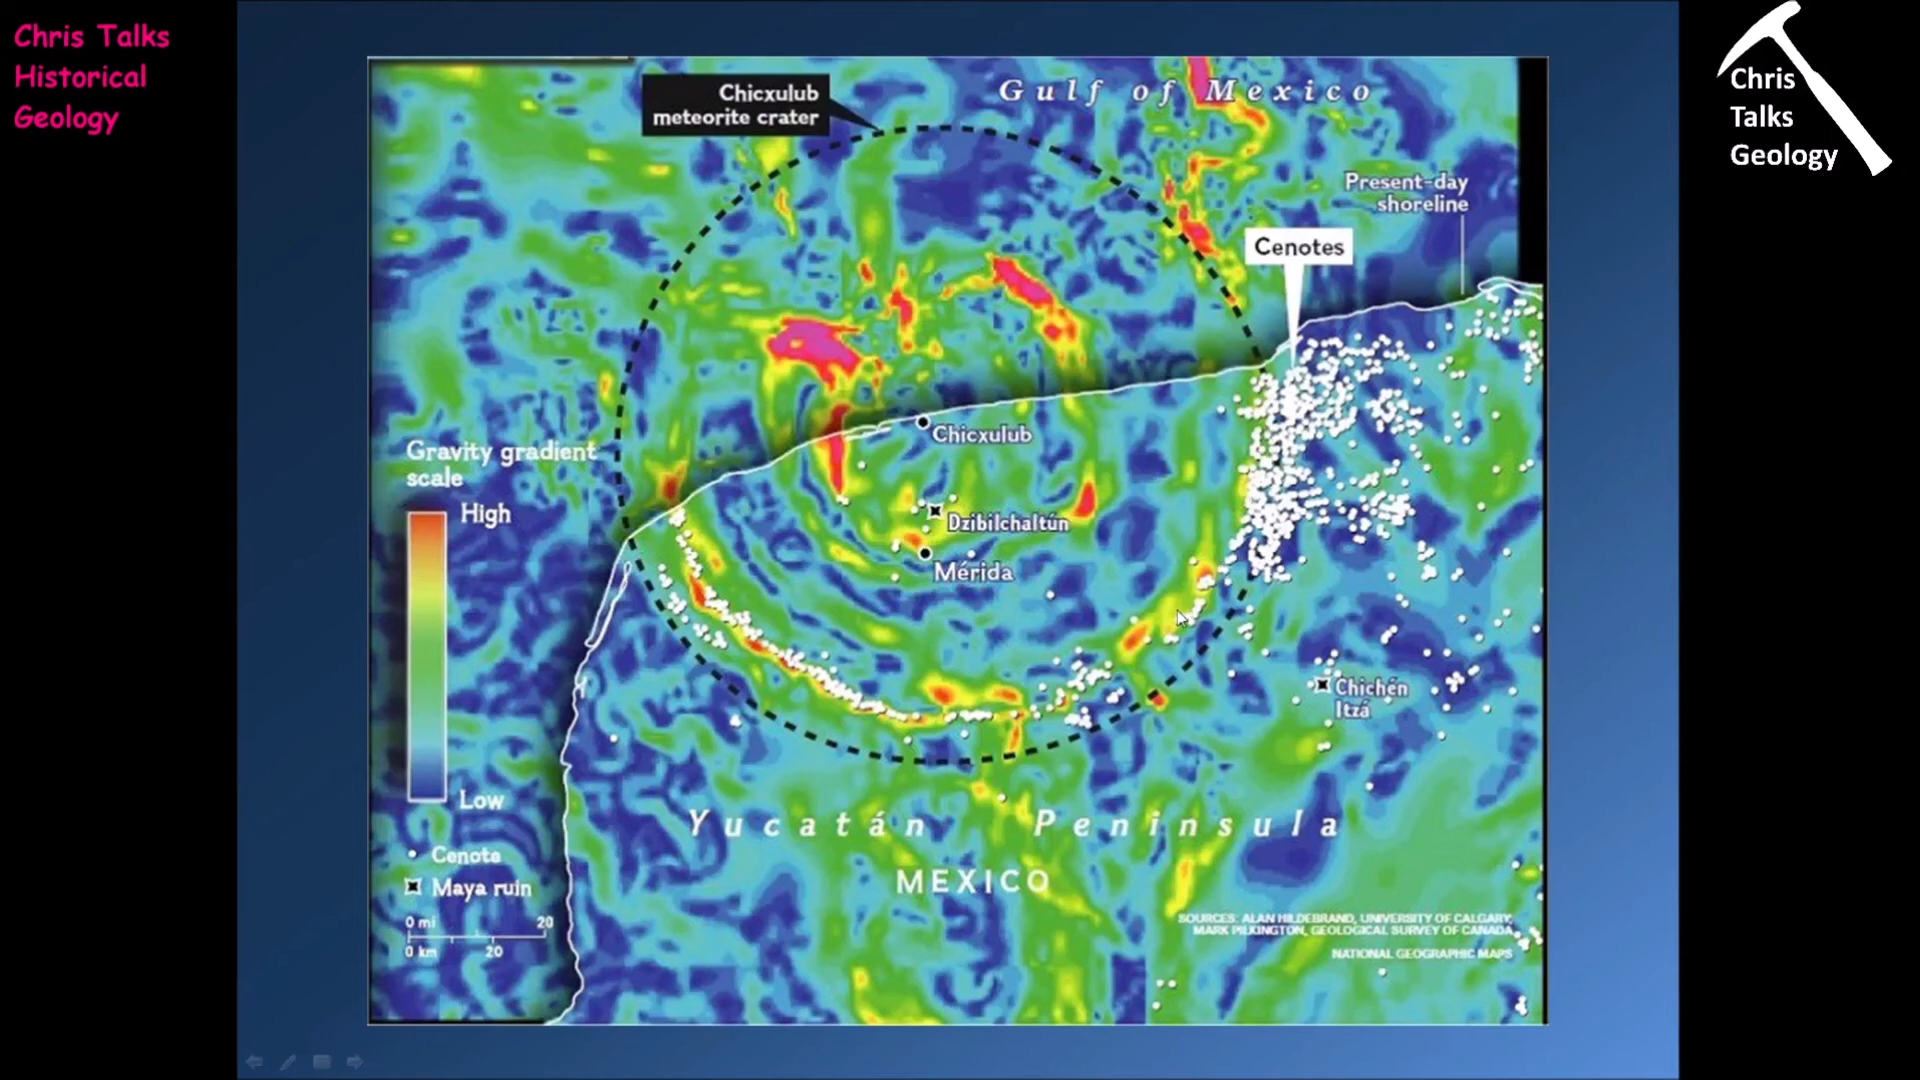 Chris Talks
Historical
Geology
Chris
Talks
Geology
Chicxulub
meteorite crater
Gulf of Mexico
Present-day
shoreline
Cenotes
Chicxulub
Gravity gradient
scale
High
Dzibilchaltún
Mérida
Chichén
Itzá
Low
Yucatán Peninsula
MEXICO
Cenote
Maya ruin
0 mi 20
0 km 20
SOURCES: ALAN HILDEBRAND, UNIVERSITY OF CALGARY;
MARK PILKINGTON, GEOLOGICAL SURVEY OF CANADA
NATIONAL GEOGRAPHIC MAPS